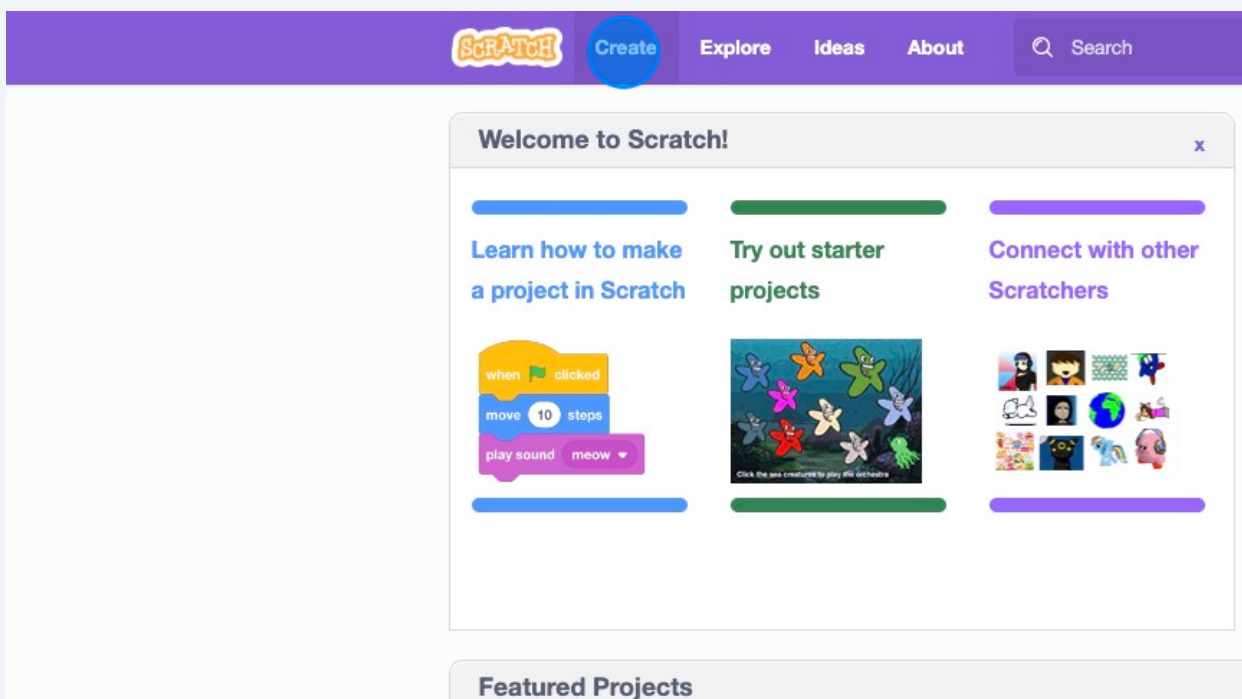 SCRATCH Create Explore Ideas About Search
Welcome to Scratch!
x
Learn how to make
a project in Scratch
Try out starter
projects
Connect with other
Scratchers
when clicked
move 10 steps
play sound meow
Click the sea creatures to play the orchestra
Featured Projects